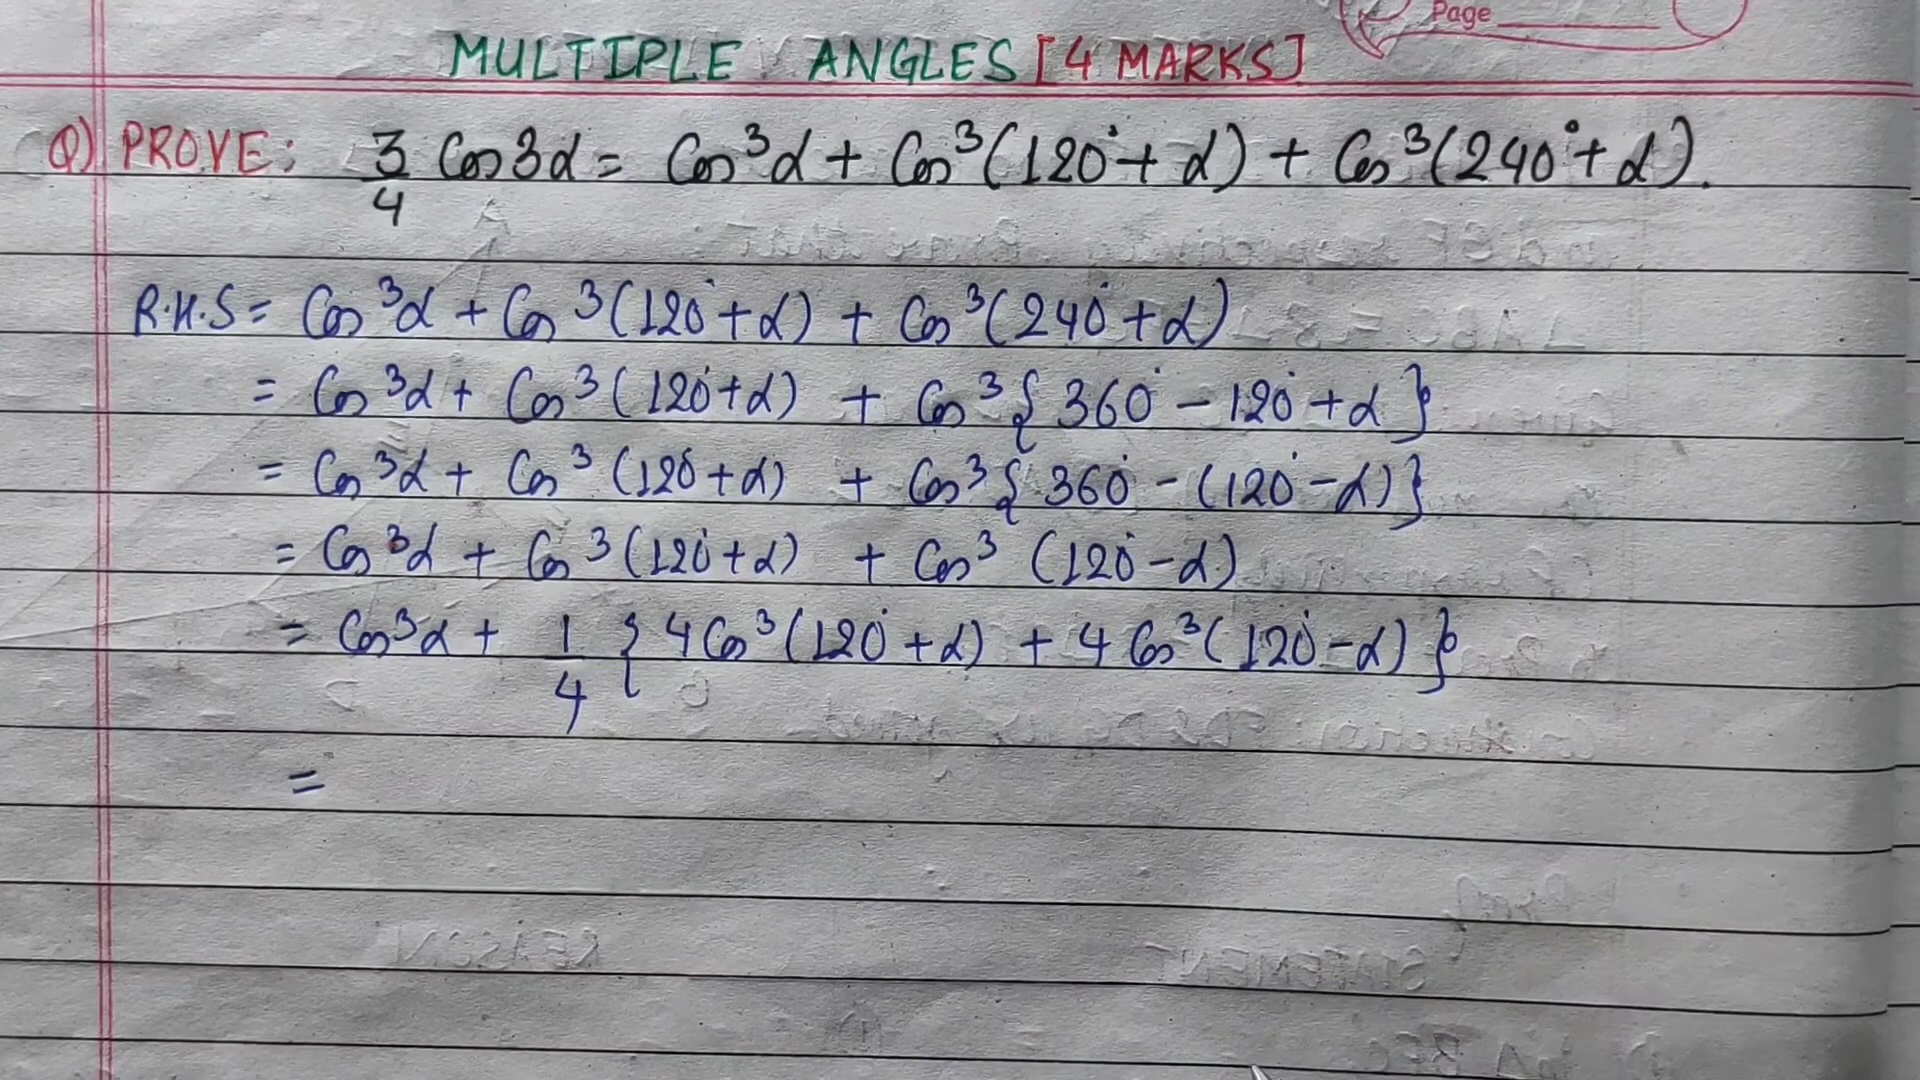 Page
MULTIPLE ANGLES [4 MARKS]
Q) PROVE: 3/4 Cos3α = Cos³α + Cos³(120°+α) + Cos³(240°+α).
R.H.S = Cos³α + Cos³(120°+α) + Cos³(240°+α)
= Cos³α + Cos³(120°+α) + Cos³{360° - 120°+α}
= Cos³α + Cos³(120°+α) + Cos³{360° - (120°-α)}
= Cos³α + Cos³(120°+α) + Cos³(120°-α)
= Cos³α + 1/4 {4Cos³(120°+α) + 4Cos³(120°-α)}
=